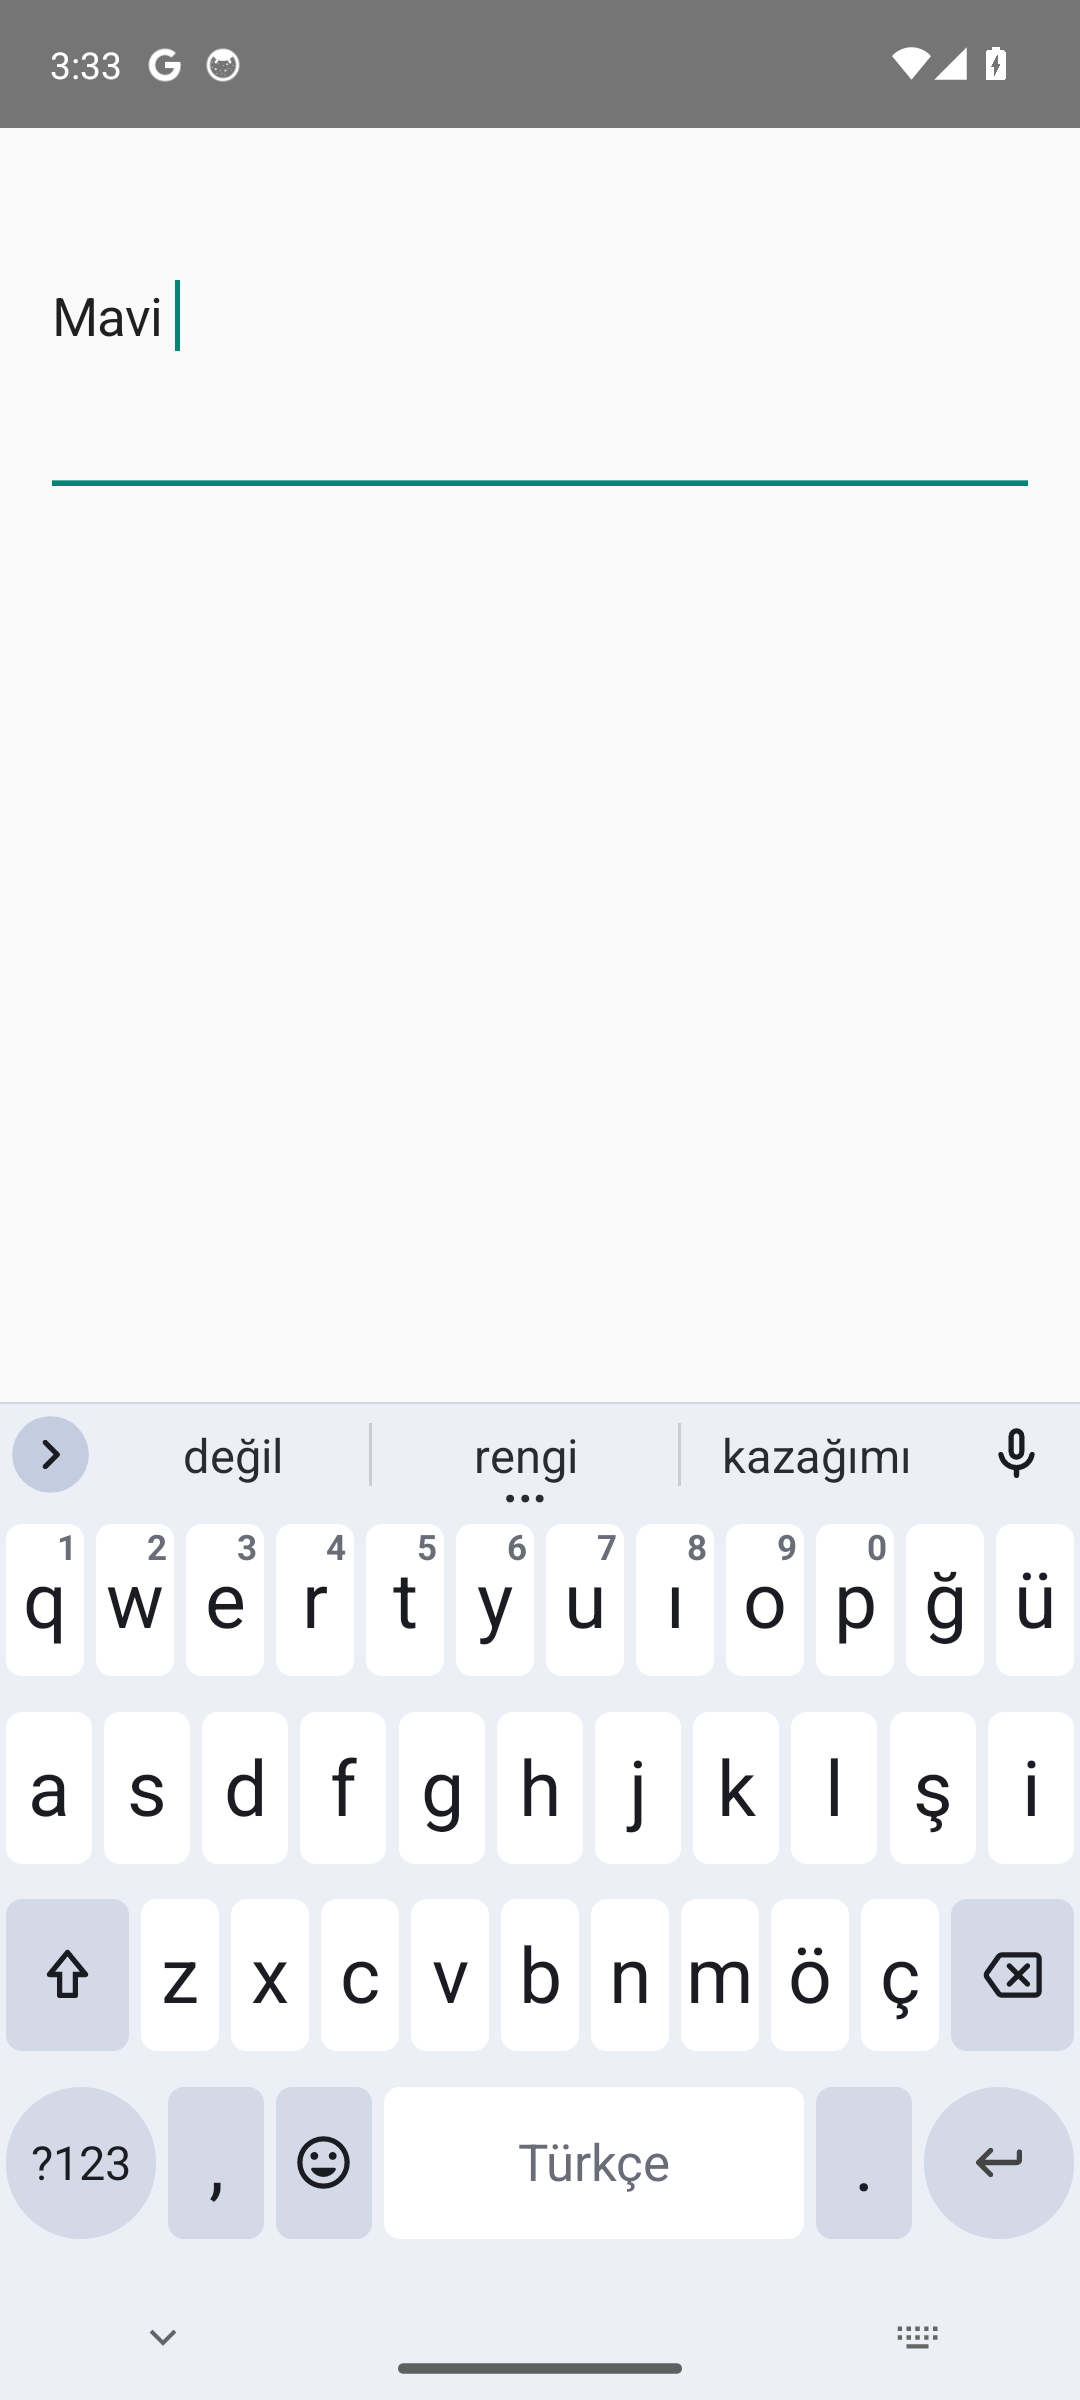 3:33
Mavi
değil rengi kazağımı
1 2 3 4 5 6 7 8 9 0
q w e r t y u ı o p ğ ü
a s d f g h j k l ş i
z x c v b n m ö ç
?123 , Türkçe .